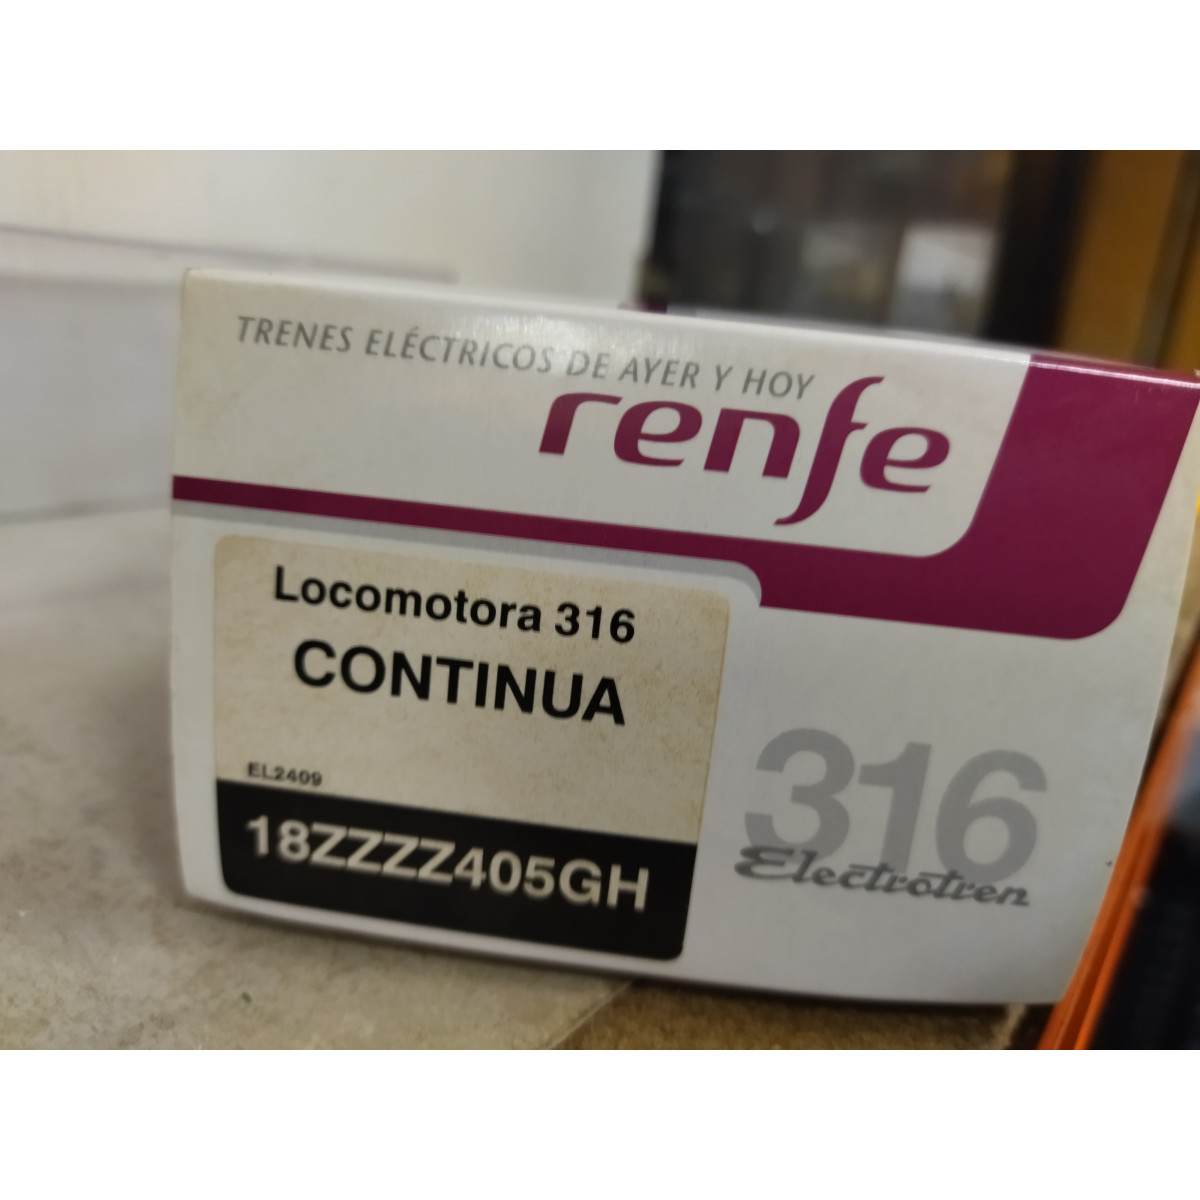 TRENES ELÉCTRICOS DE AYER Y HOY
renfe
Locomotora 316
CONTINUA
EL2409
18ZZZZ405GH
316
Electrotren